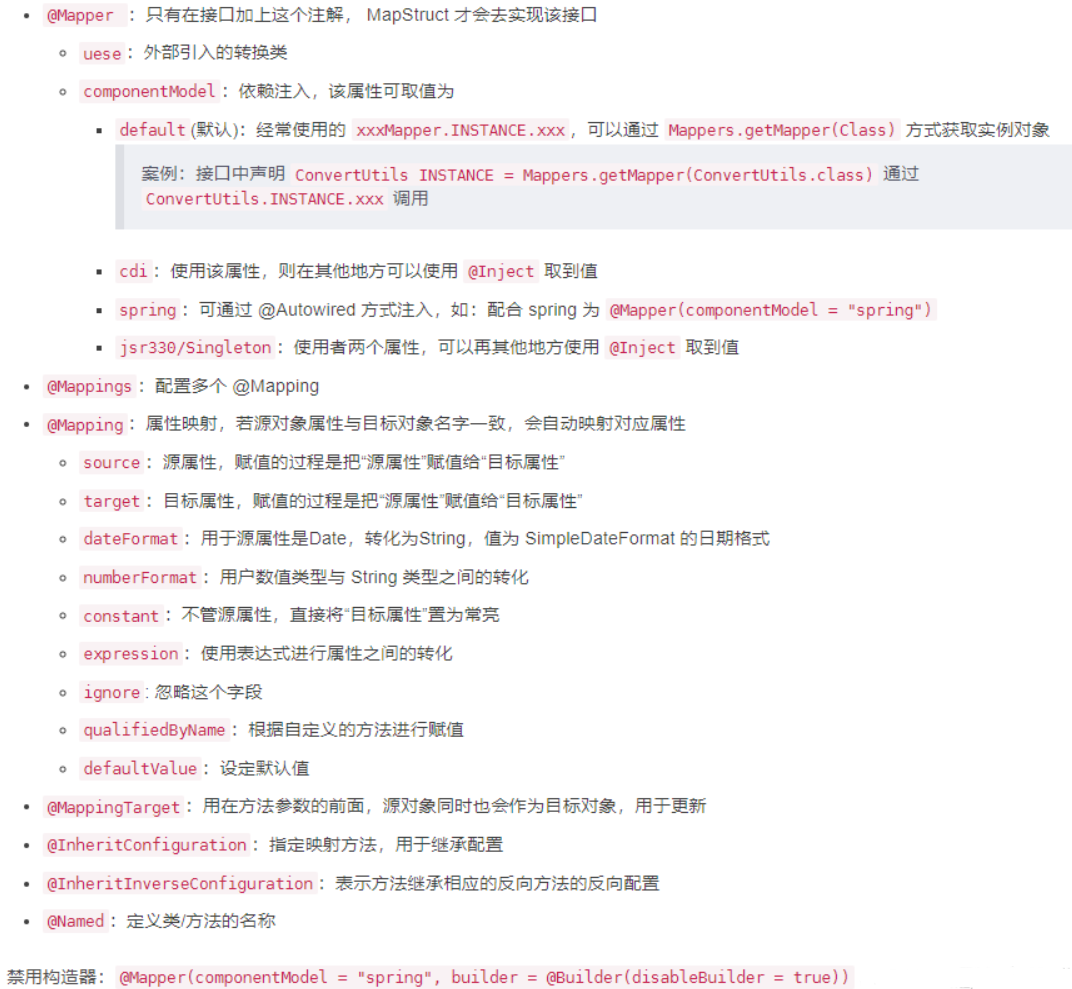 @Mapper ：只有在接口加上这个注解， MapStruct 才会去实现该接口
uese：外部引入的转换类
componentModel：依赖注入，该属性可取值为
default(默认)：经常使用的 xxxMapper.INSTANCE.xxx，可以通过 Mappers.getMapper(Class) 方式获取实例对象
案例：接口中声明 ConvertUtils INSTANCE = Mappers.getMapper(ConvertUtils.class) 通过
ConvertUtils.INSTANCE.xxx 调用
cdi：使用该属性，则在其他地方可以使用 @Inject 取到值
spring：可通过 @Autowired 方式注入，如：配合 spring 为 @Mapper(componentModel = "spring")
jsr330/Singleton：使用者两个属性，可以再其他地方使用 @Inject 取到值
@Mappings：配置多个 @Mapping
@Mapping：属性映射，若源对象属性与目标对象名字一致，会自动映射对应属性
source：源属性，赋值的过程是把“源属性”赋值给“目标属性”
target：目标属性，赋值的过程是把“源属性”赋值给“目标属性”
dateFormat：用于源属性是Date，转化为String，值为 SimpleDateFormat 的日期格式
numberFormat：用户数值类型与 String 类型之间的转化
constant：不管源属性，直接将“目标属性”置为常亮
expression：使用表达式进行属性之间的转化
ignore: 忽略这个字段
qualifiedByName：根据自定义的方法进行赋值
defaultValue：设定默认值
@MappingTarget：用在方法参数的前面，源对象同时也会作为目标对象，用于更新
@InheritConfiguration：指定映射方法，用于继承配置
@InheritInverseConfiguration：表示方法继承相应的反向方法的反向配置
@Named：定义类/方法的名称
禁用构造器：@Mapper(componentModel = "spring", builder = @Builder(disableBuilder = true))